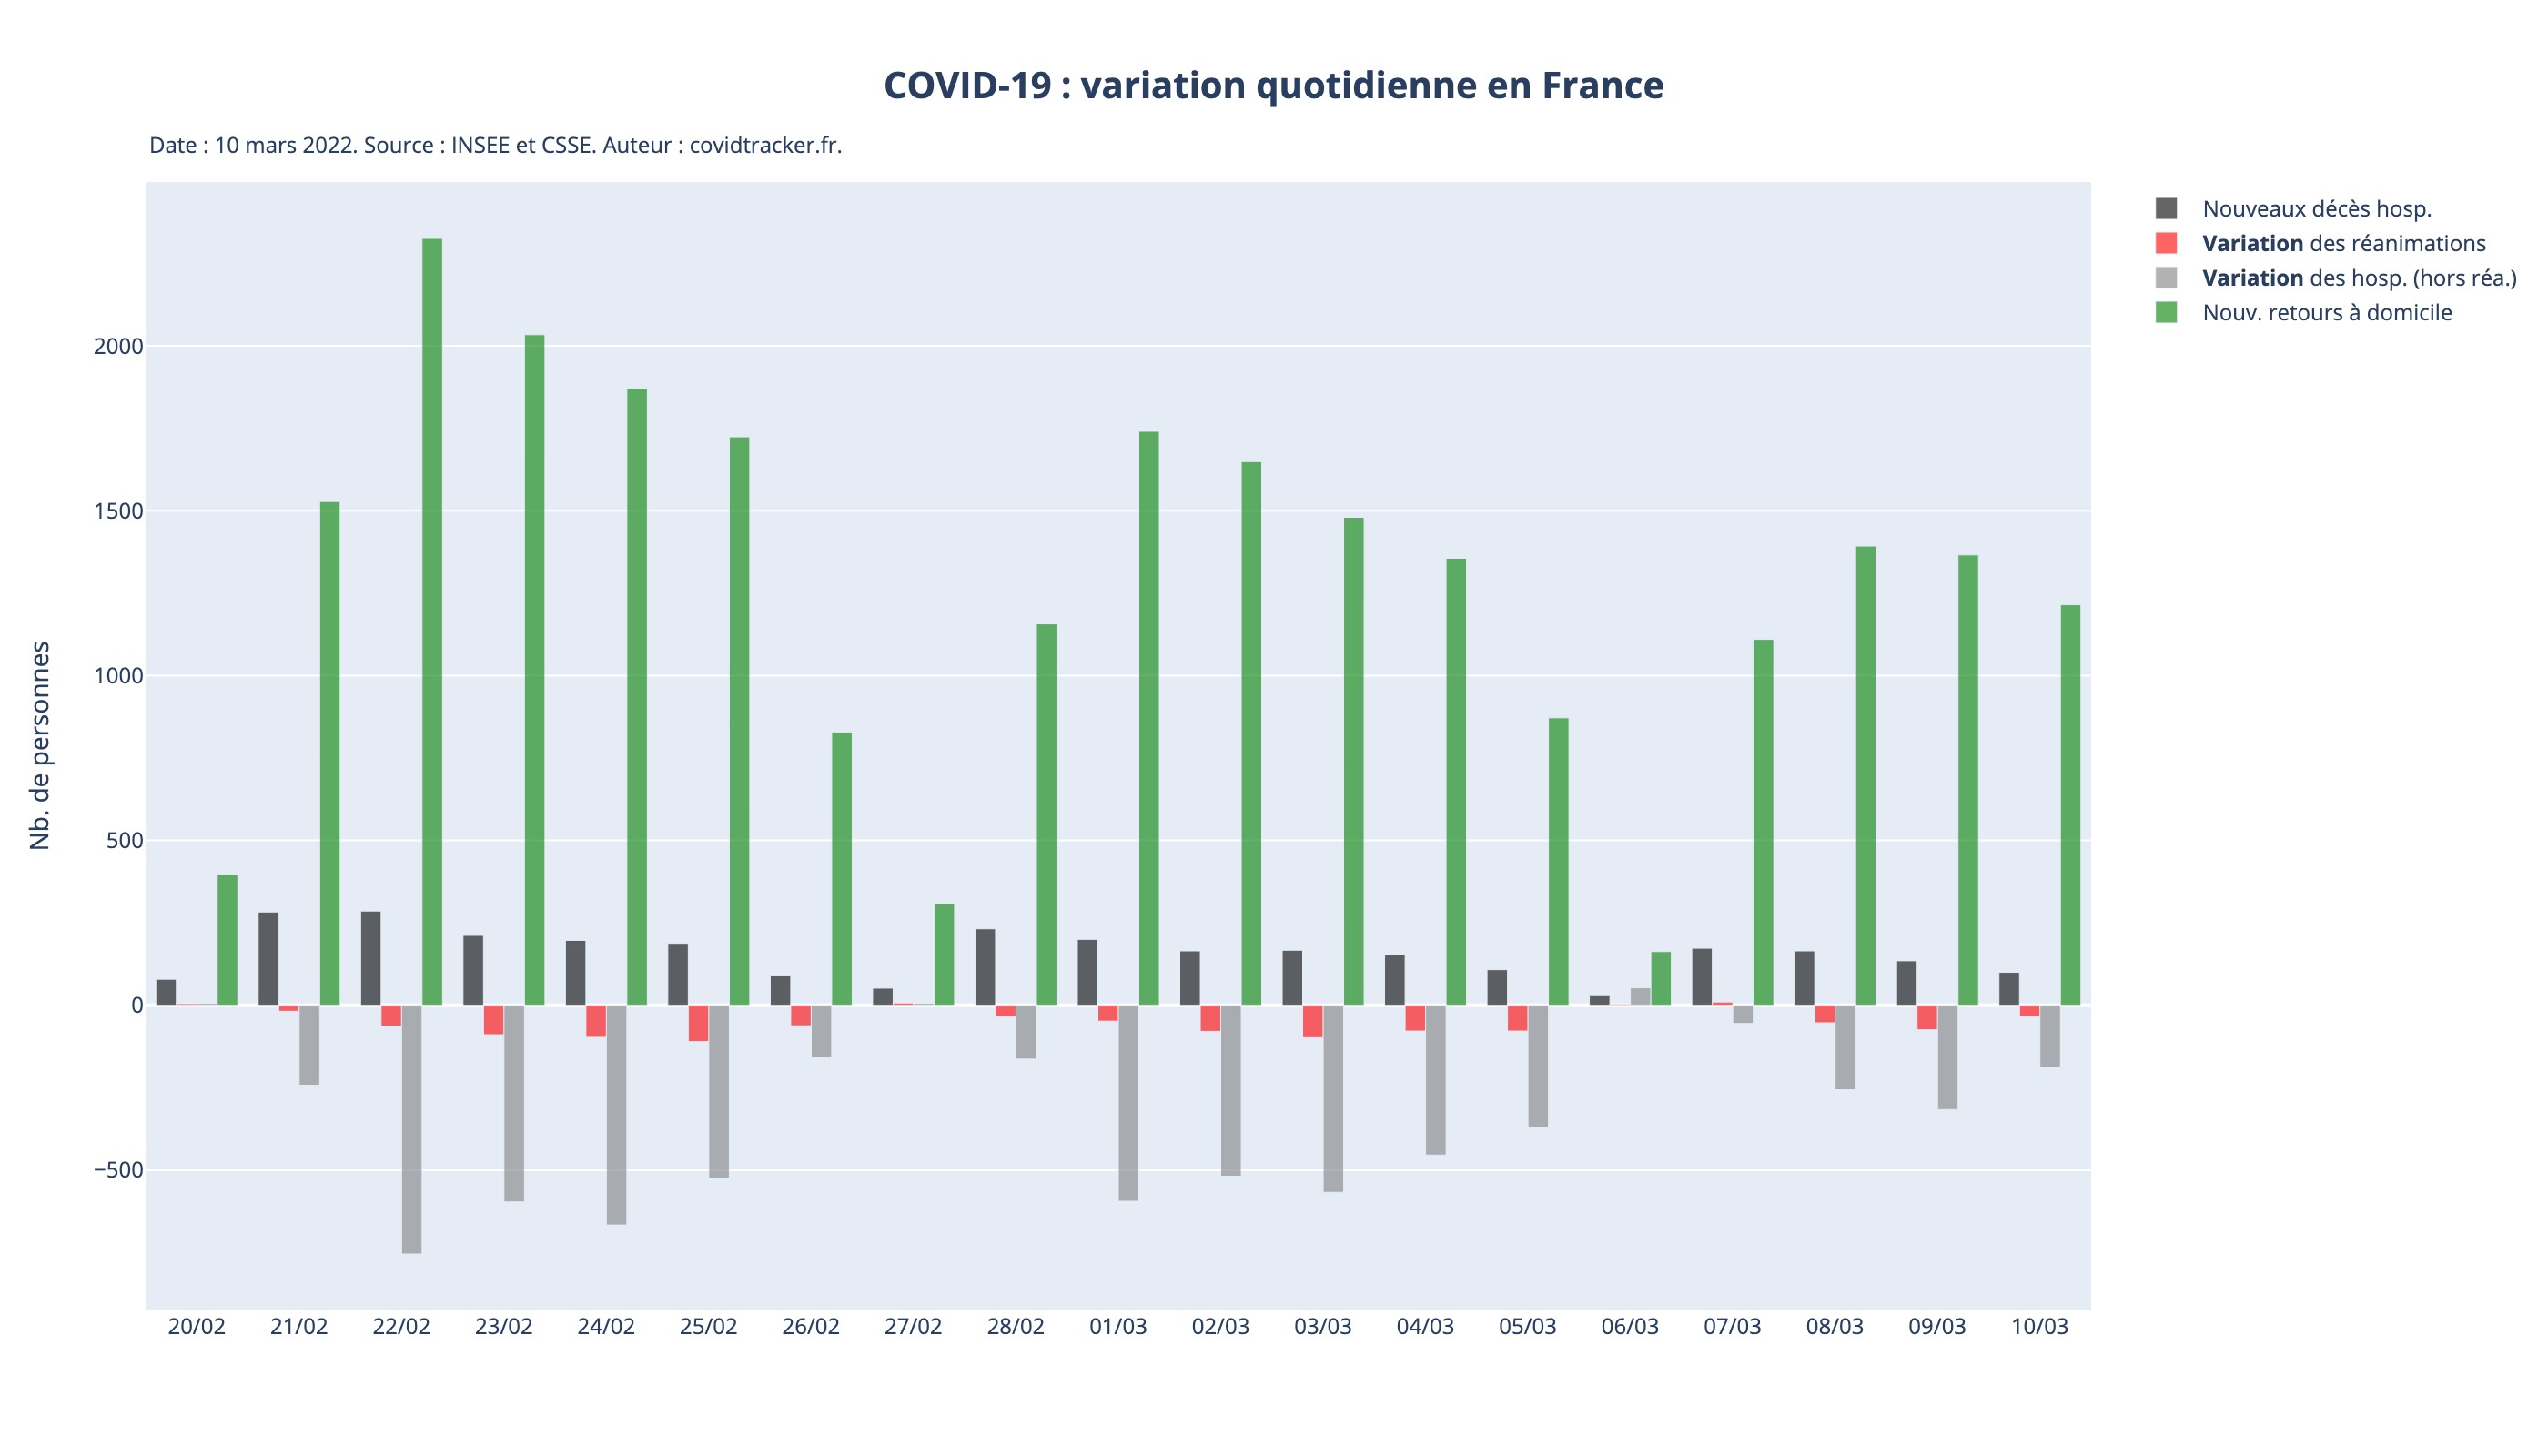 COVID-19 : variation quotidienne en France
Date : 10 mars 2022. Source : INSEE et CSSE. Auteur : covidtracker.fr.
Nouveaux décès hosp.
Variation des réanimations
Variation des hosp. (hors réa.)
Nouv. retours à domicile
Nb. de personnes
2000
1500
1000
500
0
−500
20/02 21/02 22/02 23/02 24/02 25/02 26/02 27/02 28/02 01/03 02/03 03/03 04/03 05/03 06/03 07/03 08/03 09/03 10/03